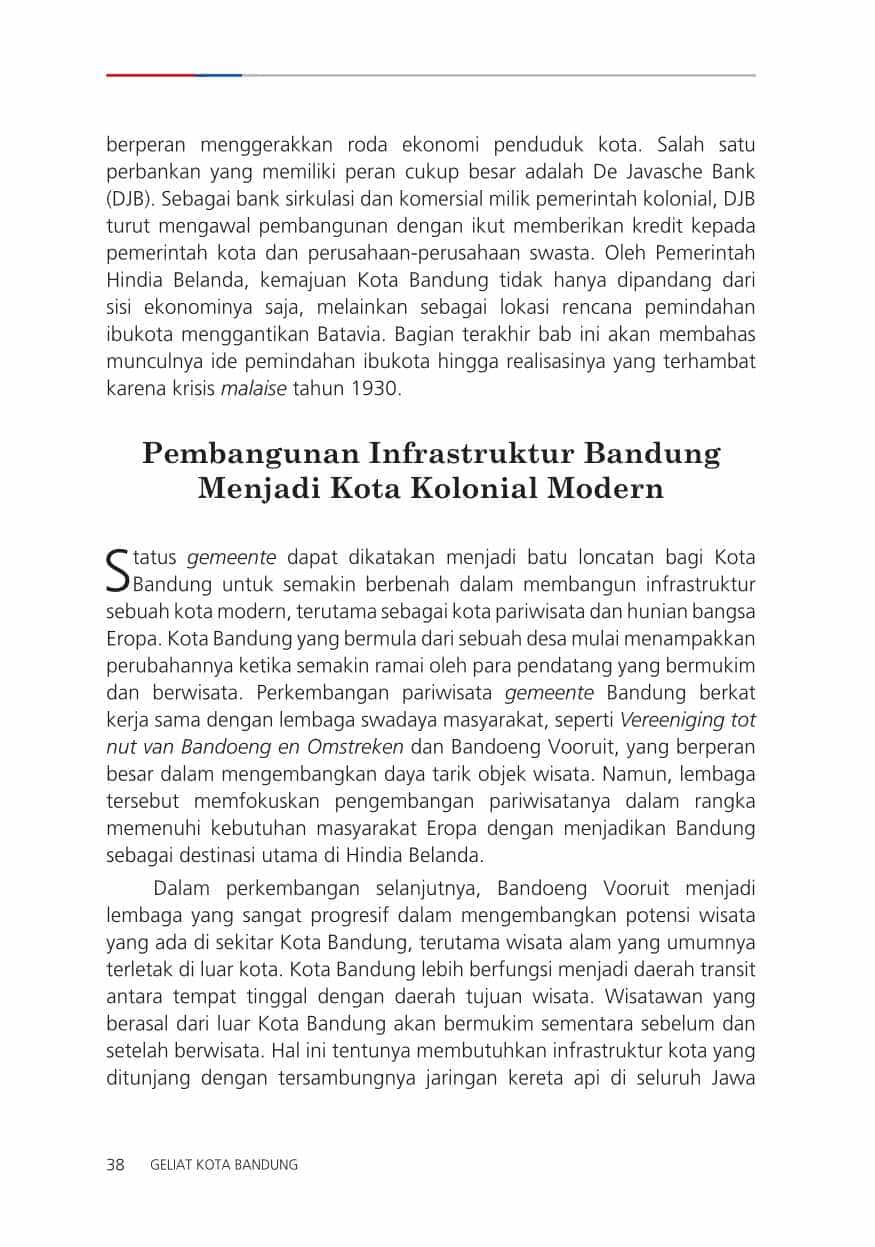 berperan menggerakkan roda ekonomi penduduk kota. Salah satu
perbankan yang memiliki peran cukup besar adalah De Javasche Bank
(DJB). Sebagai bank sirkulasi dan komersial milik pemerintah kolonial, DJB
turut mengawal pembangunan dengan ikut memberikan kredit kepada
pemerintah kota dan perusahaan-perusahaan swasta. Oleh Pemerintah
Hindia Belanda, kemajuan Kota Bandung tidak hanya dipandang dari
sisi ekonominya saja, melainkan sebagai lokasi rencana pemindahan
ibukota menggantikan Batavia. Bagian terakhir bab ini akan membahas
munculnya ide pemindahan ibukota hingga realisasinya yang terhambat
karena krisis malaise tahun 1930.
Pembangunan Infrastruktur Bandung
Menjadi Kota Kolonial Modern
Status gemeente dapat dikatakan menjadi batu loncatan bagi Kota
Bandung untuk semakin berbenah dalam membangun infrastruktur
sebuah kota modern, terutama sebagai kota pariwisata dan hunian bangsa
Eropa. Kota Bandung yang bermula dari sebuah desa mulai menampakkan
perubahannya ketika semakin ramai oleh para pendatang yang bermukim
dan berwisata. Perkembangan pariwisata gemeente Bandung berkat
kerja sama dengan lembaga swadaya masyarakat, seperti Vereeniging tot
nut van Bandoeng en Omstreken dan Bandoeng Vooruit, yang berperan
besar dalam mengembangkan daya tarik objek wisata. Namun, lembaga
tersebut memfokuskan pengembangan pariwisatanya dalam rangka
memenuhi kebutuhan masyarakat Eropa dengan menjadikan Bandung
sebagai destinasi utama di Hindia Belanda.
Dalam perkembangan selanjutnya, Bandoeng Vooruit menjadi
lembaga yang sangat progresif dalam mengembangkan potensi wisata
yang ada di sekitar Kota Bandung, terutama wisata alam yang umumnya
terletak di luar kota. Kota Bandung lebih berfungsi menjadi daerah transit
antara tempat tinggal dengan daerah tujuan wisata. Wisatawan yang
berasal dari luar Kota Bandung akan bermukim sementara sebelum dan
setelah berwisata. Hal ini tentunya membutuhkan infrastruktur kota yang
ditunjang dengan tersambungnya jaringan kereta api di seluruh Jawa
38 GELIAT KOTA BANDUNG